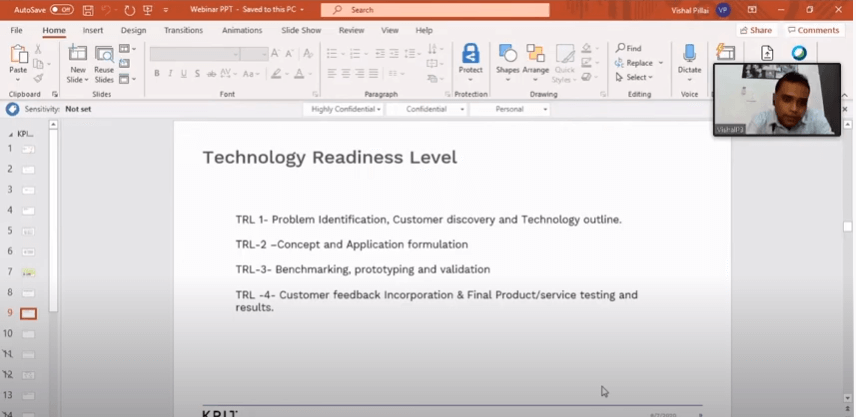 AutoSave Off Webinar PPT - Saved to this PC Search Vishal Pillai VP
File Home Insert Design Transitions Animations Slide Show Review View Help Share Comments
Paste New Slide Reuse Slides Protect Shapes Arrange Quick Styles Find Replace Select Dictate
Clipboard Slides Font Paragraph Protection Drawing Editing Voice
Sensitivity: Not set Highly Confidential Confidential Personal
KPI...
1
2
3
4
5
6
7
8
9
10
11
12
13
14
Technology Readiness Level
TRL 1- Problem Identification, Customer discovery and Technology outline.
TRL-2 –Concept and Application formulation
TRL-3- Benchmarking, prototyping and validation
TRL -4- Customer feedback Incorporation & Final Product/service testing and
results.
KPIT